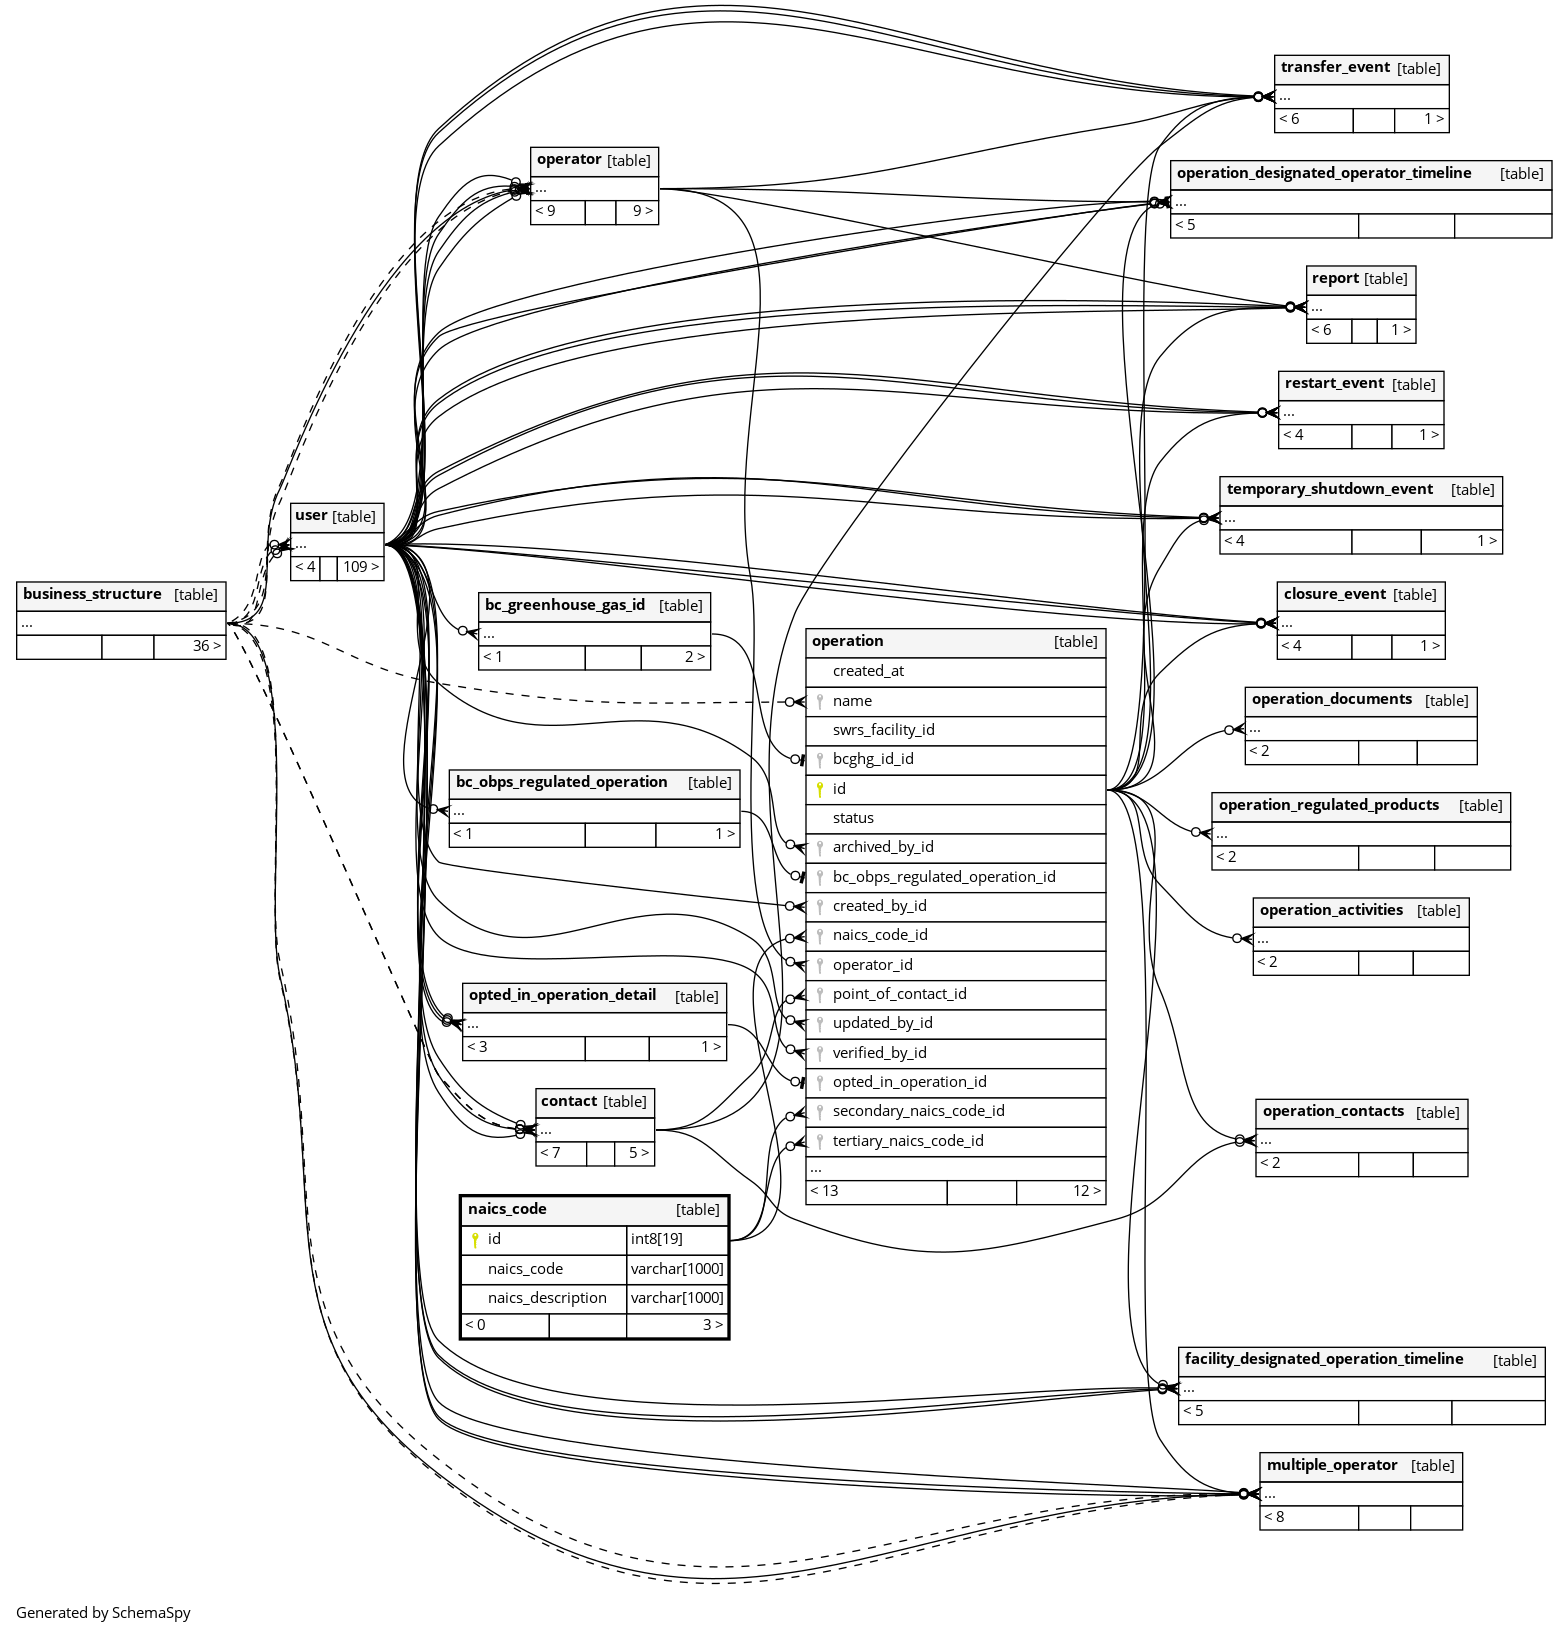 transfer_event [table]
...
< 6 1 >
operator [table]
...
< 9 9 >
operation_designated_operator_timeline [table]
...
< 5
report [table]
...
< 6 1 >
restart_event [table]
...
< 4 1 >
temporary_shutdown_event [table]
...
< 4 1 >
user [table]
...
< 4 109 >
business_structure [table]
...
36 >
closure_event [table]
...
< 4 1 >
bc_greenhouse_gas_id [table]
...
< 1 2 >
operation [table]
created_at
name
swrs_facility_id
bcghg_id_id
id
status
archived_by_id
bc_obps_regulated_operation_id
created_by_id
naics_code_id
operator_id
point_of_contact_id
updated_by_id
verified_by_id
opted_in_operation_id
secondary_naics_code_id
tertiary_naics_code_id
...
< 13 12 >
operation_documents [table]
...
< 2
bc_obps_regulated_operation [table]
...
< 1 1 >
operation_regulated_products [table]
...
< 2
operation_activities [table]
...
< 2
opted_in_operation_detail [table]
...
< 3 1 >
contact [table]
...
< 7 5 >
operation_contacts [table]
...
< 2
naics_code [table]
id int8[19]
naics_code varchar[1000]
naics_description varchar[1000]
< 0 3 >
facility_designated_operation_timeline [table]
...
< 5
multiple_operator [table]
...
< 8
Generated by SchemaSpy